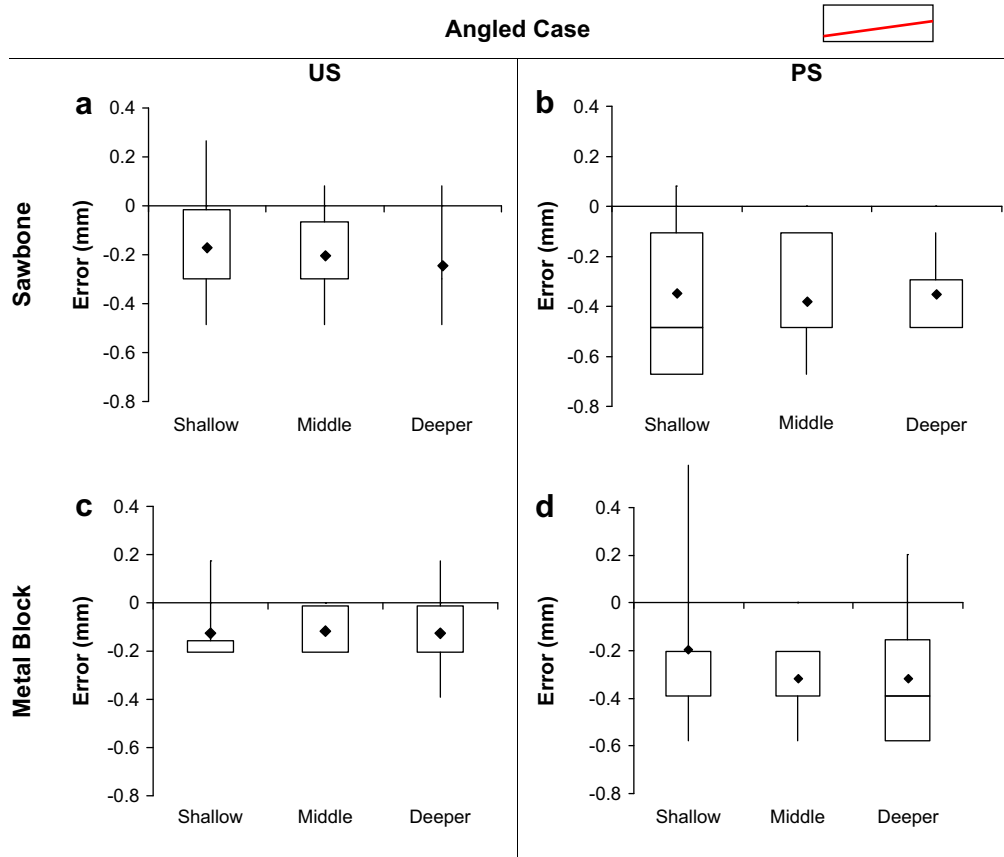 Angled Case
US
PS
a
b
Sawbone
Error (mm)
0.4
0.2
0
-0.2
-0.4
-0.6
-0.8
Shallow
Middle
Deeper
Error (mm)
0.4
0.2
0
-0.2
-0.4
-0.6
-0.8
Shallow
Middle
Deeper
c
d
Metal Block
Error (mm)
0.4
0.2
0
-0.2
-0.4
-0.6
-0.8
Shallow
Middle
Deeper
Error (mm)
0.4
0.2
0
-0.2
-0.4
-0.6
-0.8
Shallow
Middle
Deeper